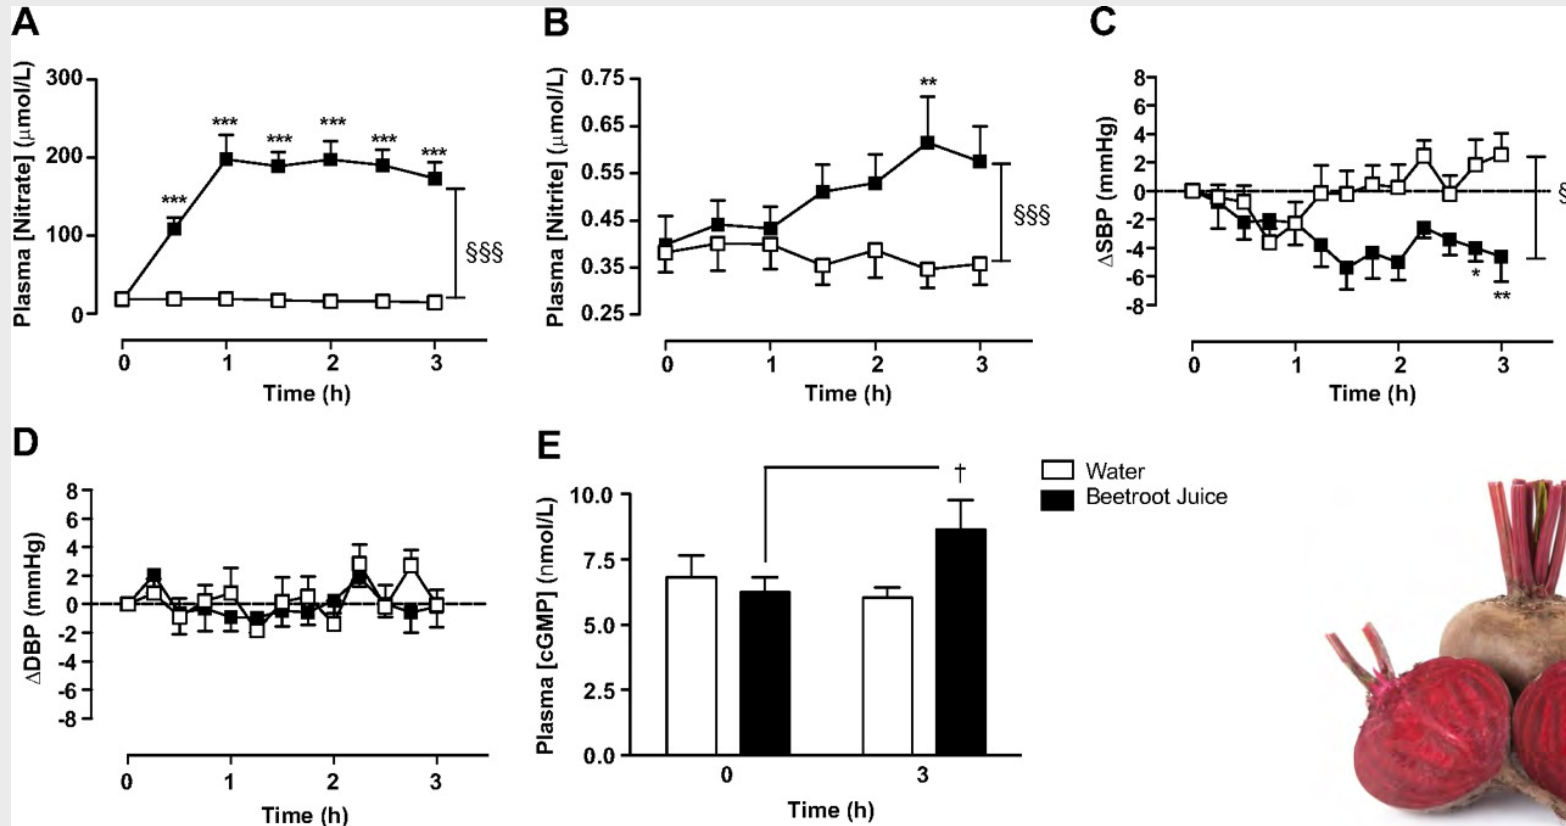 A
Plasma [Nitrate] (μmol/L)
300
200
100
0
***
***
***
***
***
***
§§§
0 1 2 3
Time (h)
B
Plasma [Nitrite] (μmol/L)
0.75
0.65
0.55
0.45
0.35
0.25
**
§§§
0 1 2 3
Time (h)
C
ΔSBP (mmHg)
8
6
4
2
0
-2
-4
-6
-8
*
**
§
0 1 2 3
Time (h)
D
ΔDBP (mmHg)
8
6
4
2
0
-2
-4
-6
-8
0 1 2 3
Time (h)
E
Plasma [cGMP] (nmol/L)
10.0
7.5
5.0
2.5
0.0
†
0 3
Time (h)
Water
Beetroot Juice